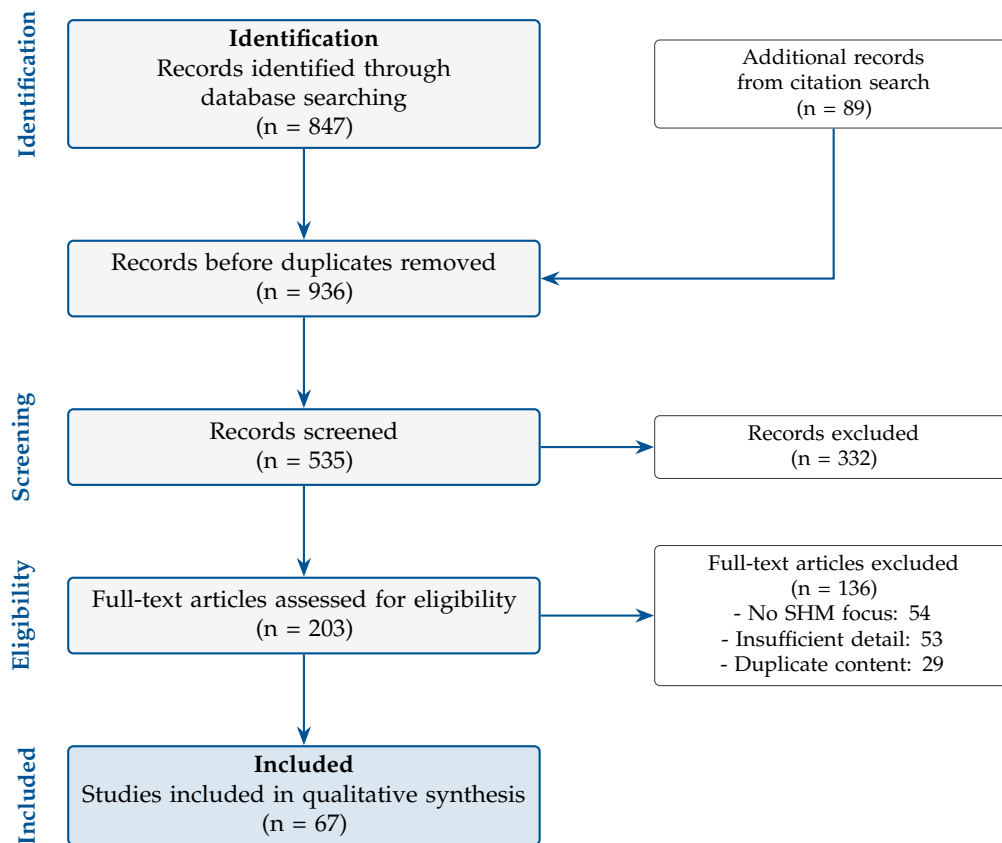 Identification
Identification
Records identified through
database searching
(n = 847)
Additional records
from citation search
(n = 89)
Records before duplicates removed
(n = 936)
Screening
Records screened
(n = 535)
Records excluded
(n = 332)
Eligibility
Full-text articles assessed for eligibility
(n = 203)
Full-text articles excluded
(n = 136)
- No SHM focus: 54
- Insufficient detail: 53
- Duplicate content: 29
Included
Included
Studies included in qualitative synthesis
(n = 67)